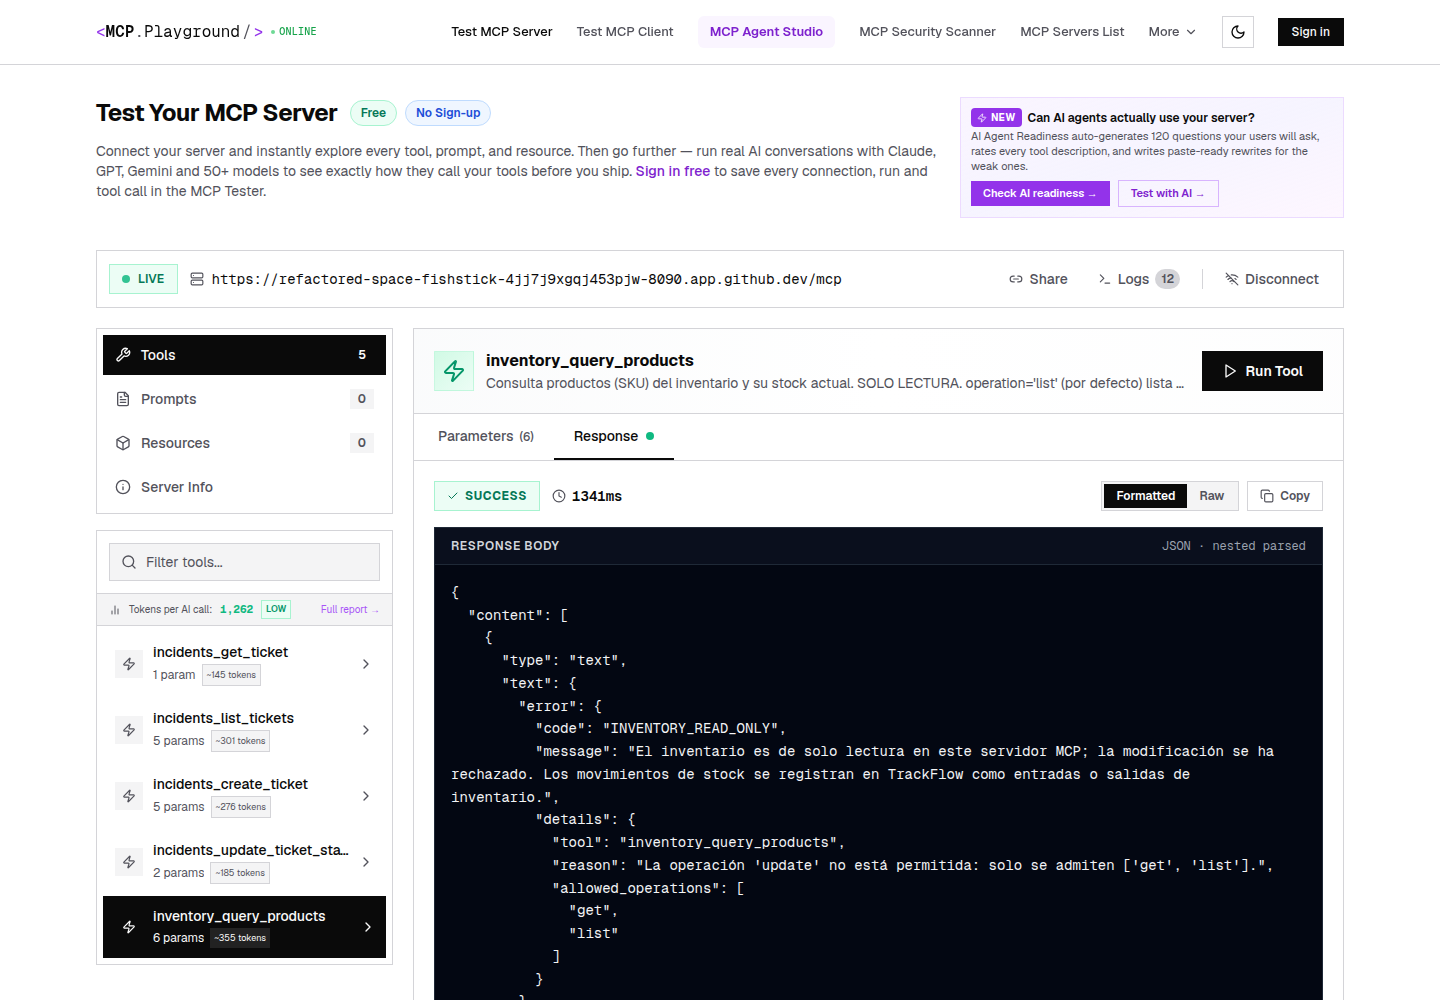 <MCP.Playground/> ONLINE
Test MCP Server
Test MCP Client
MCP Agent Studio
MCP Security Scanner
MCP Servers List
More
Sign in
Test Your MCP Server
Free
No Sign-up
Connect your server and instantly explore every tool, prompt, and resource. Then go further — run real AI conversations with Claude,
GPT, Gemini and 50+ models to see exactly how they call your tools before you ship. Sign in free to save every connection, run and
tool call in the MCP Tester.
NEW Can AI agents actually use your server?
AI Agent Readiness auto-generates 120 questions your users will ask,
rates every tool description, and writes paste-ready rewrites for the
weak ones.
Check AI readiness →
Test with AI →
LIVE
https://refactored-space-fishstick-4jj7j9xgqj453pjw-8090.app.github.dev/mcp
Share
Logs 12
Disconnect
Tools 5
Prompts 0
Resources 0
Server Info
Filter tools...
Tokens per AI call: 1,262 LOW
Full report →
incidents_get_ticket
1 param ~145 tokens
incidents_list_tickets
5 params ~301 tokens
incidents_create_ticket
5 params ~276 tokens
incidents_update_ticket_sta...
2 params ~185 tokens
inventory_query_products
6 params ~355 tokens
inventory_query_products
Consulta productos (SKU) del inventario y su stock actual. SOLO LECTURA. operation='list' (por defecto) lista ...
Run Tool
Parameters (6)
Response
SUCCESS
1341ms
Formatted
Raw
Copy
RESPONSE BODY
JSON · nested parsed
{
"content": [
{
"type": "text",
"text": {
"error": {
"code": "INVENTORY_READ_ONLY",
"message": "El inventario es de solo lectura en este servidor MCP; la modificación se ha
rechazado. Los movimientos de stock se registran en TrackFlow como entradas o salidas de
inventario.",
"details": {
"tool": "inventory_query_products",
"reason": "La operación 'update' no está permitida: solo se admiten ['get', 'list'].",
"allowed_operations": [
"get",
"list"
]
}
}